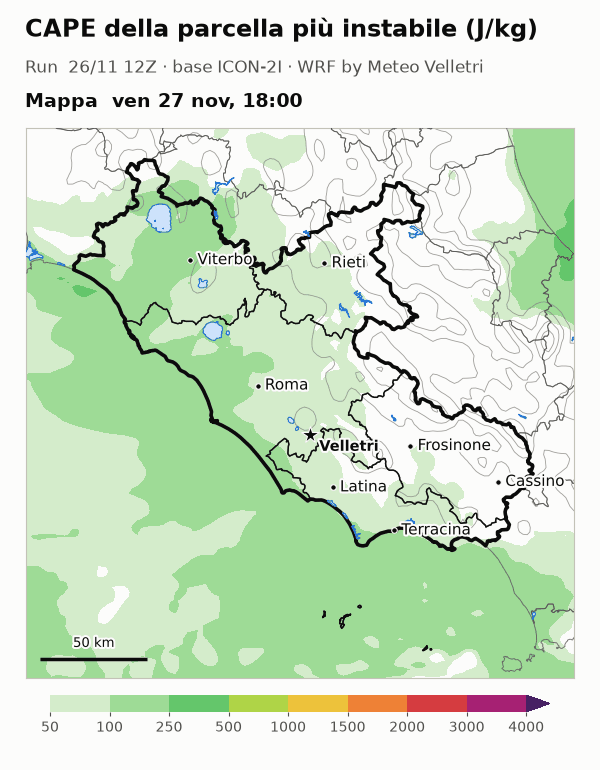 CAPE della parcella più instabile (J/kg)
Run  26/11 12Z · base ICON-2I · WRF by Meteo Velletri
Mappa  ven 27 nov, 18:00
Viterbo
Rieti
Roma
Velletri
Frosinone
Latina
Cassino
Terracina
50 km
50 100 250 500 1000 1500 2000 3000 4000